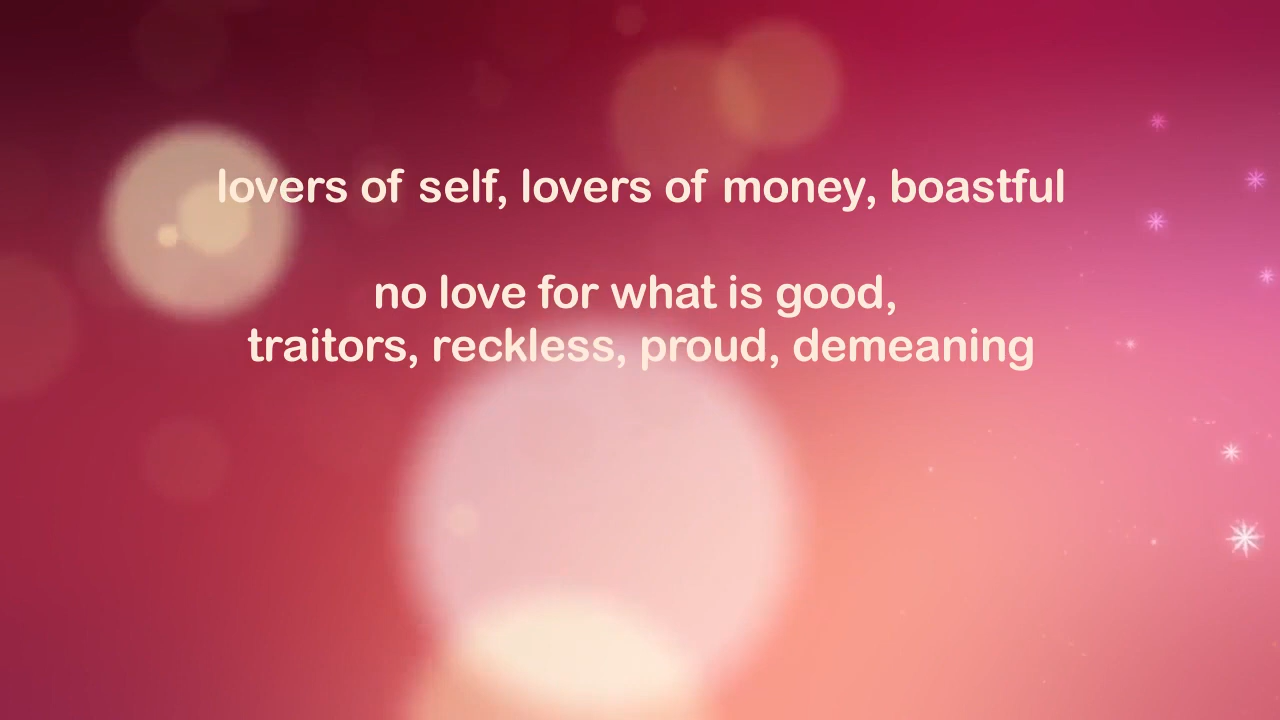 lovers of self, lovers of money, boastful
no love for what is good,
traitors, reckless, proud, demeaning